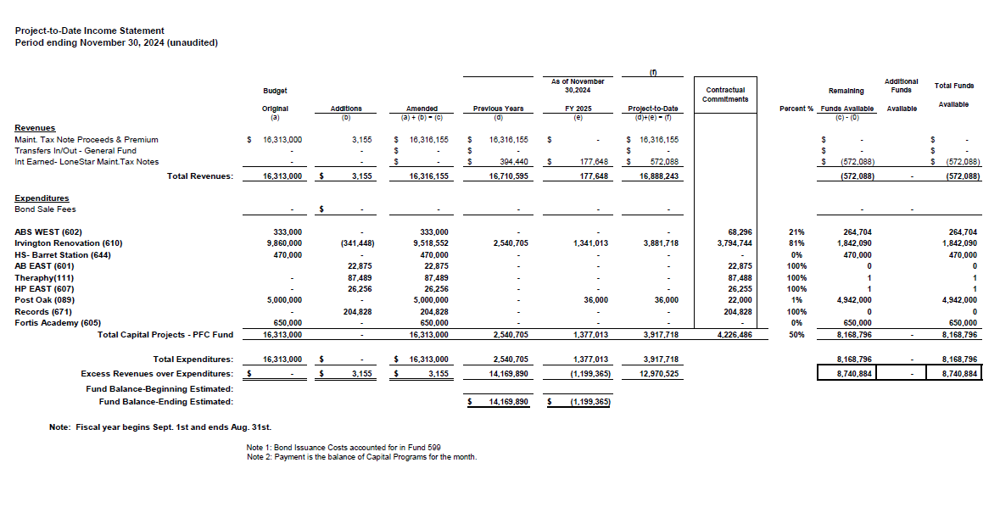 Project-to-Date Income Statement
Period ending November 30, 2024 (unaudited)
(f)
As of November Additional
Budget 30,2024 Contractual Remaining Funds Total Funds
Commitments
Original Additions Amended Previous Years FY 2025 Project-to-Date Percent % Funds Available Available Available
(a) (b) (a) + (b) = (c) (d) (e) (d)+(e) = (f) (c) - (0)
Revenues
Maint. Tax Note Proceeds & Premium $ 16,313,000 3,155 $ 16,316,155 $ 16,316,155 $ - $ 16,316,155 $ - $ -
Transfers In/Out - General Fund - - $ - $ - $ - $ - $ -
Int Earned- LoneStar Maint.Tax Notes - - $ - $ 394,440 $ 177,648 $ 572,088 $ (572,088) $ (572,088)
Total Revenues: 16,313,000 $ 3,155 16,316,155 16,710,595 177,648 16,888,243 (572,088) - (572,088)
Expenditures
Bond Sale Fees - $ - - - - - - -
ABS WEST (602) 333,000 - 333,000 - - - 68,296 21% 264,704 264,704
Irvington Renovation (610) 9,860,000 (341,448) 9,518,552 2,540,705 1,341,013 3,881,718 3,794,744 81% 1,842,090 1,842,090
HS- Barret Station (644) 470,000 - 470,000 - - - - 0% 470,000 470,000
AB EAST (601) 22,875 22,875 - - - 22,875 100% 0 0
Theraphy(111) - 87,489 87,489 - - - 87,488 100% 1 1
HP EAST (607) - 26,256 26,256 - - - 26,255 100% 1 1
Post Oak (089) 5,000,000 - 5,000,000 - 36,000 36,000 22,000 1% 4,942,000 4,942,000
Records (671) - 204,828 204,828 - - - 204,828 100% 0 0
Fortis Academy (605) 650,000 - 650,000 - - - - 0% 650,000 650,000
Total Capital Projects - PFC Fund 16,313,000 - 16,313,000 2,540,705 1,377,013 3,917,718 4,226,486 50% 8,168,796 - 8,168,796
Total Expenditures: 16,313,000 $ - $ 16,313,000 2,540,705 1,377,013 3,917,718 8,168,796 - 8,168,796
Excess Revenues over Expenditures: $ - $ 3,155 $ 3,155 14,169,890 (1,199,365) 12,970,525 8,740,884 - 8,740,884
Fund Balance-Beginning Estimated:
Fund Balance-Ending Estimated: $ 14,169,890 $ (1,199,365)
Note: Fiscal year begins Sept. 1st and ends Aug. 31st.
Note 1: Bond Issuance Costs accounted for in Fund 599
Note 2: Payment is the balance of Capital Programs for the month.